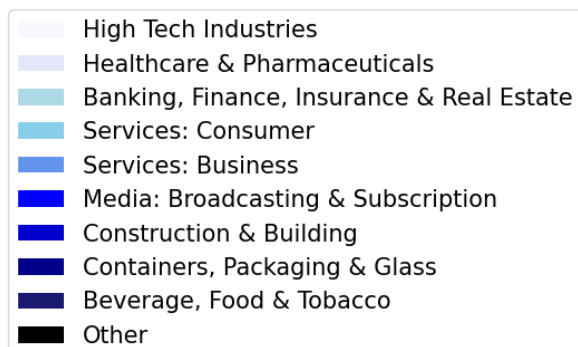 High Tech Industries
Healthcare & Pharmaceuticals
Banking, Finance, Insurance & Real Estate
Services: Consumer
Services: Business
Media: Broadcasting & Subscription
Construction & Building
Containers, Packaging & Glass
Beverage, Food & Tobacco
Other